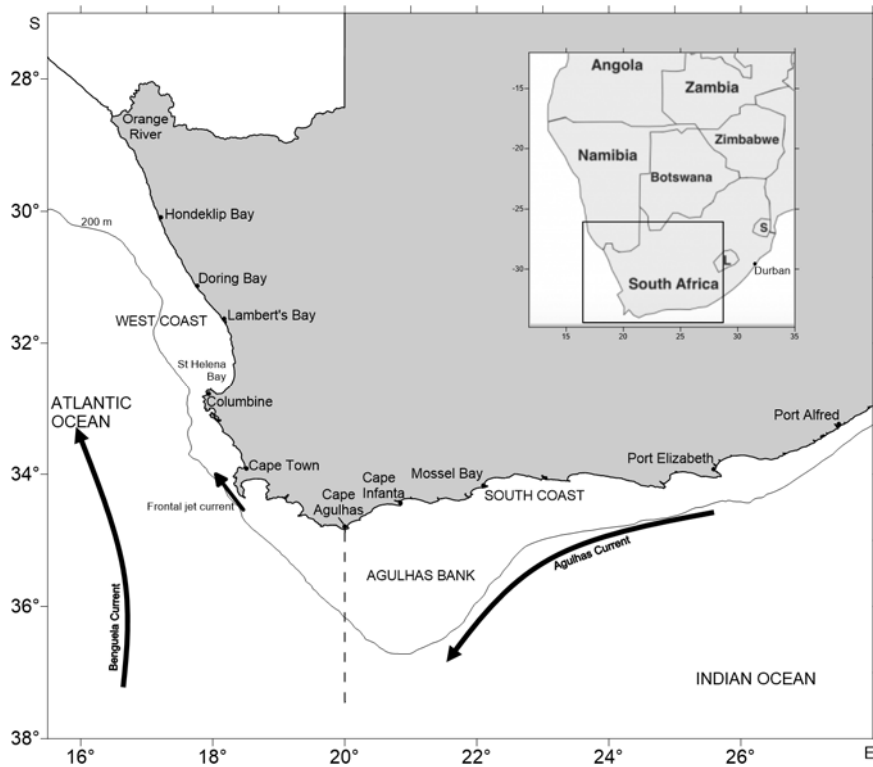 S
28°
30°
32°
34°
36°
38°
16°
18°
20°
22°
24°
26°
E
Orange
River
Hondeklip Bay
200 m
Doring Bay
Lambert's Bay
WEST COAST
St Helena
Bay
Columbine
ATLANTIC
OCEAN
Cape Town
Frontal jet current
Cape
Agulhas
Cape
Infanta
Mossel Bay
SOUTH COAST
Port Elizabeth
Port Alfred
AGULHAS BANK
Agulhas Current
Benguela Current
INDIAN OCEAN
Angola
Zambia
Zimbabwe
Namibia
Botswana
S
L
South Africa
Durban
-15
-20
-25
-30
15
20
25
30
35